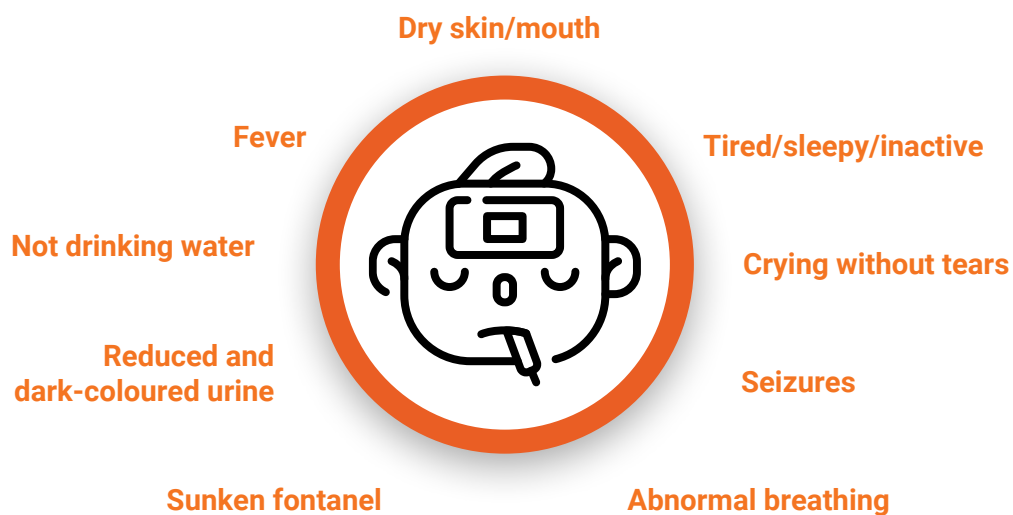 Dry skin/mouth
Fever
Tired/sleepy/inactive
Not drinking water
Crying without tears
Reduced and
dark-coloured urine
Seizures
Sunken fontanel
Abnormal breathing